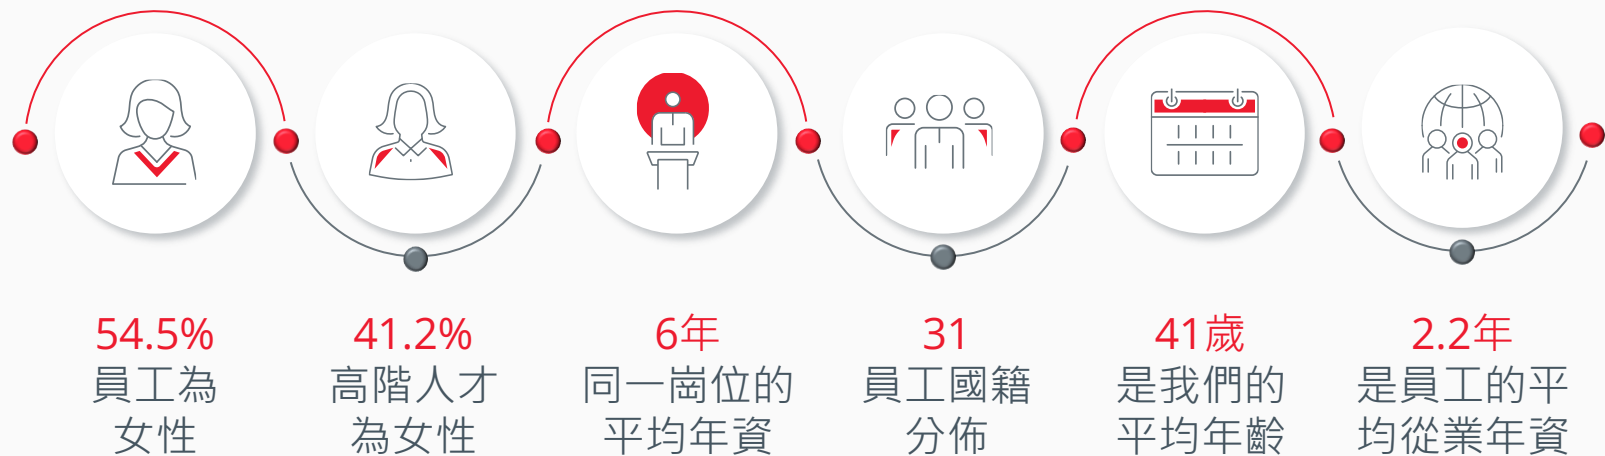 54.5%
員工為
女性
41.2%
高階人才
為女性
6年
同一崗位的
平均年資
31
員工國籍
分佈
41歲
是我們的
平均年齡
2.2年
是員工的平
均從業年資